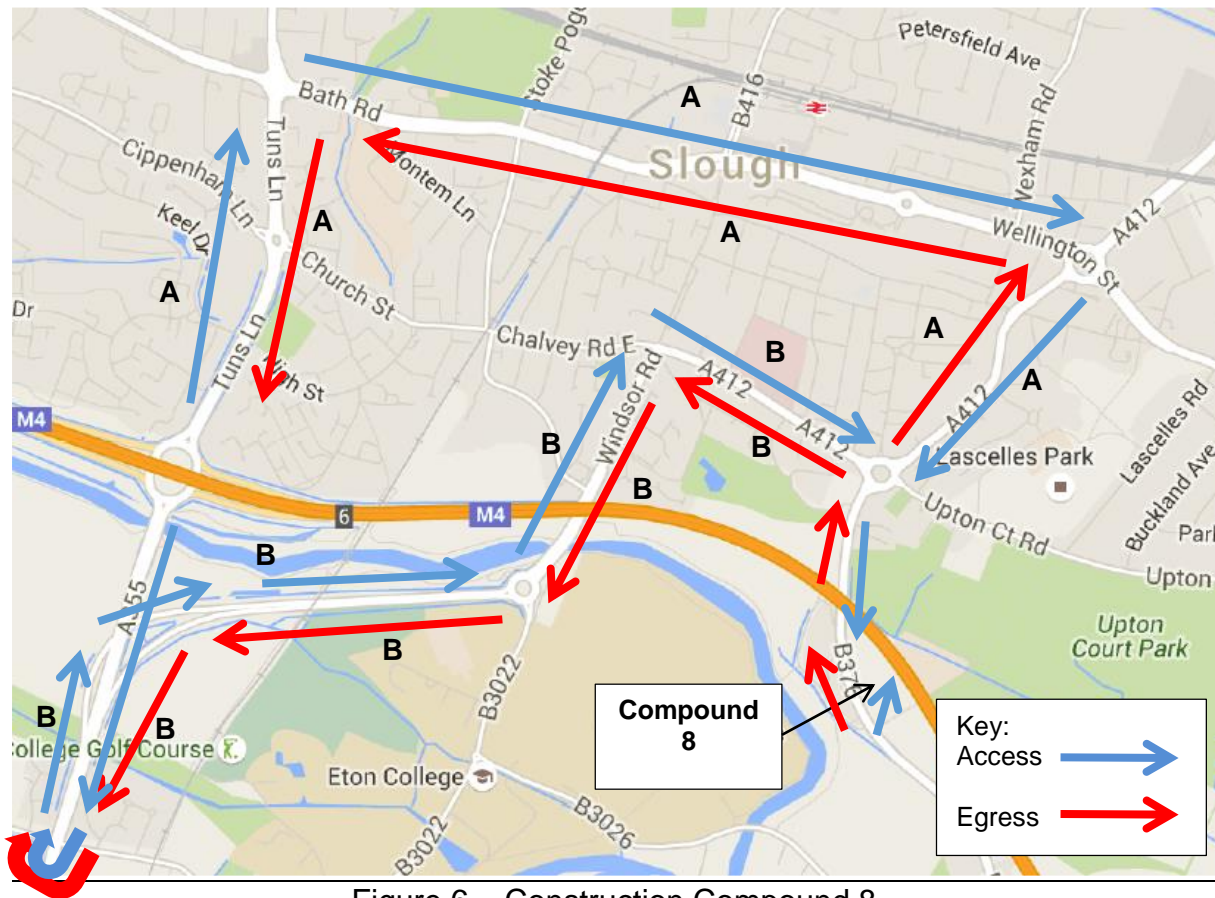 Petersfield Ave
Stoke Pog
Bath Rd
A
B416
Tuns Ln
Montem Ln
Slough
Wexham Rd
Cippenham Ln
Keel Dr
A
A
Wellington St
A412
A
Church St
Dr
A
Tuns Ln
High St
Chalvey Rd E
B
A412
A
A412
Windsor Rd
M4
B
A412
B
Lascelles Rd
Lascelles Park
Buckland Ave
B
6
M4
Upton Ct Rd
Park
B
Upton
A355
Upton
Court Park
B
B376
B3022
B
B
Compound
8
Key:
Access
Egress
College Golf Course
Eton College
B3026
B3022
Figure 6 – Construction Compound 8